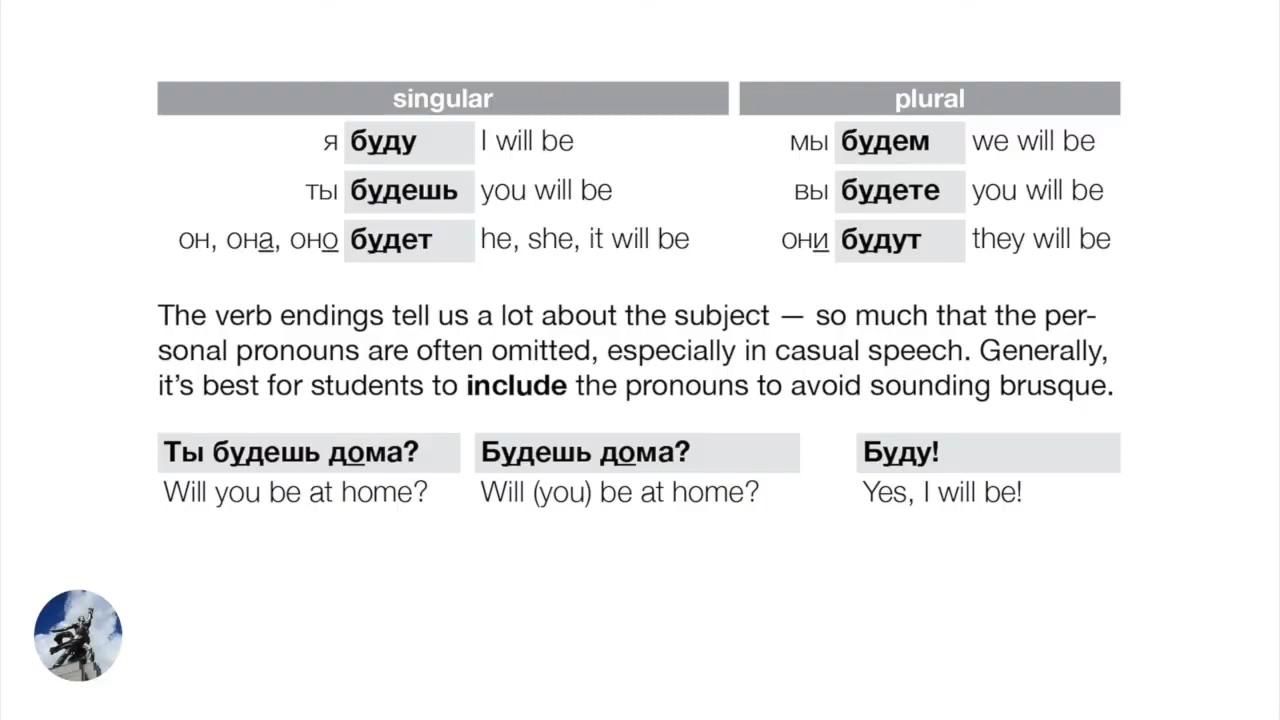 singular plural
я буду I will be мы будем we will be
ты будешь you will be вы будете you will be
он, она, оно будет he, she, it will be они будут they will be
The verb endings tell us a lot about the subject — so much that the per-
sonal pronouns are often omitted, especially in casual speech. Generally,
it’s best for students to include the pronouns to avoid sounding brusque.
Ты будешь дома? Будешь дома? Буду!
Will you be at home? Will (you) be at home? Yes, I will be!